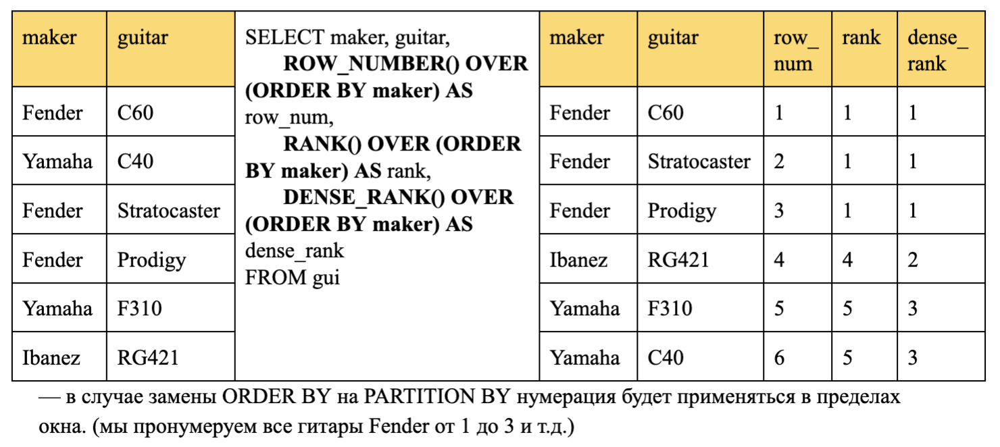 maker guitar
Fender C60
Yamaha C40
Fender Stratocaster
Fender Prodigy
Yamaha F310
Ibanez RG421
SELECT maker, guitar,
ROW_NUMBER() OVER
(ORDER BY maker) AS
row_num,
RANK() OVER (ORDER
BY maker) AS rank,
DENSE_RANK() OVER
(ORDER BY maker) AS
dense_rank
FROM gui
maker guitar row_ rank dense_
num rank
Fender C60 1 1 1
Fender Stratocaster 2 1 1
Fender Prodigy 3 1 1
Ibanez RG421 4 4 2
Yamaha F310 5 5 3
Yamaha C40 6 5 3
— в случае замены ORDER BY на PARTITION BY нумерация будет применяться в пределах
окна. (мы пронумеруем все гитары Fender от 1 до 3 и т.д.)